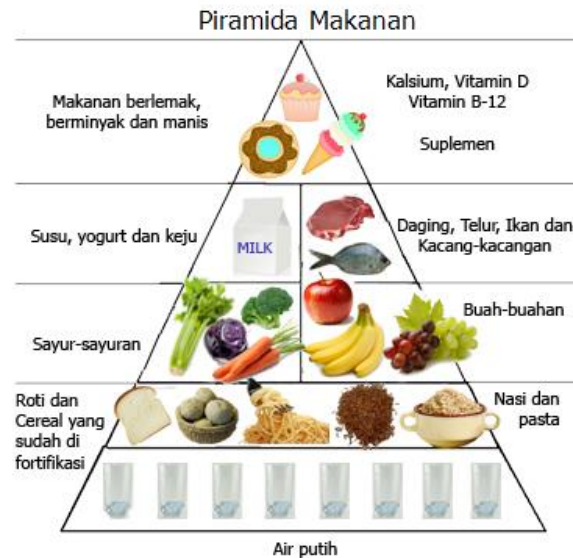 Piramida Makanan
Makanan berlemak,
berminyak dan manis
Kalsium, Vitamin D
Vitamin B-12
Suplemen
Susu, yogurt dan keju
MILK
Daging, Telur, Ikan dan
Kacang-kacangan
Sayur-sayuran
Buah-buahan
Roti dan
Cereal yang
sudah di
fortifikasi
Nasi dan
pasta
Air putih